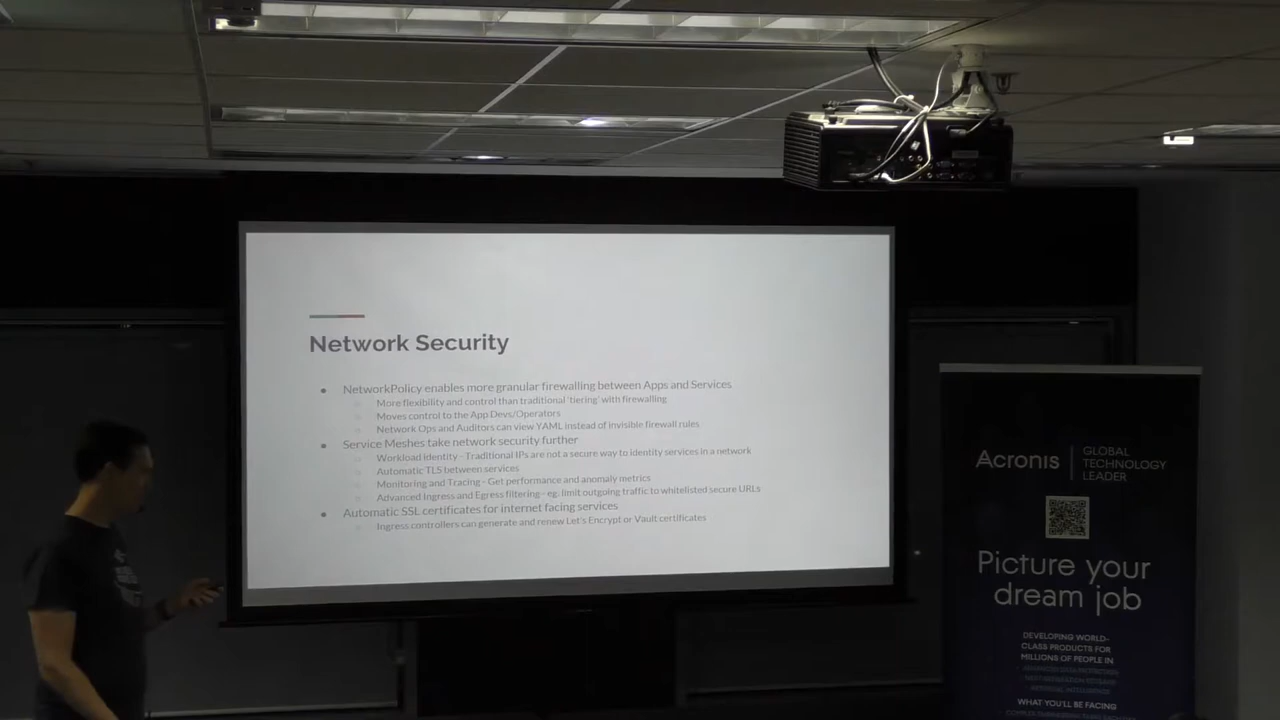 Network Security
NetworkPolicy enables more granular firewalling between Apps and Services
More flexibility and control than traditional 'tiering' with firewalling
Moves control to the App Devs/Operators
Network Ops and Auditors can view YAML instead of invisible firewall rules
Service Meshes take network security further
Workload identity - Traditional IPs are not a secure way to identity services in a network
Automatic TLS between services
Monitoring and Tracing - Get performance and anomaly metrics
Advanced Ingress and Egress filtering - eg. limit outgoing traffic to whitelisted secure URLs
Automatic SSL certificates for internet facing services
Ingress controllers can generate and renew Let's Encrypt or Vault certificates
Acronis
GLOBAL
TECHNOLOGY
LEADER
Picture your
dream job
DEVELOPING WORLD-
CLASS PRODUCTS FOR
MILLIONS OF PEOPLE IN
WHAT YOU'LL BE FACING